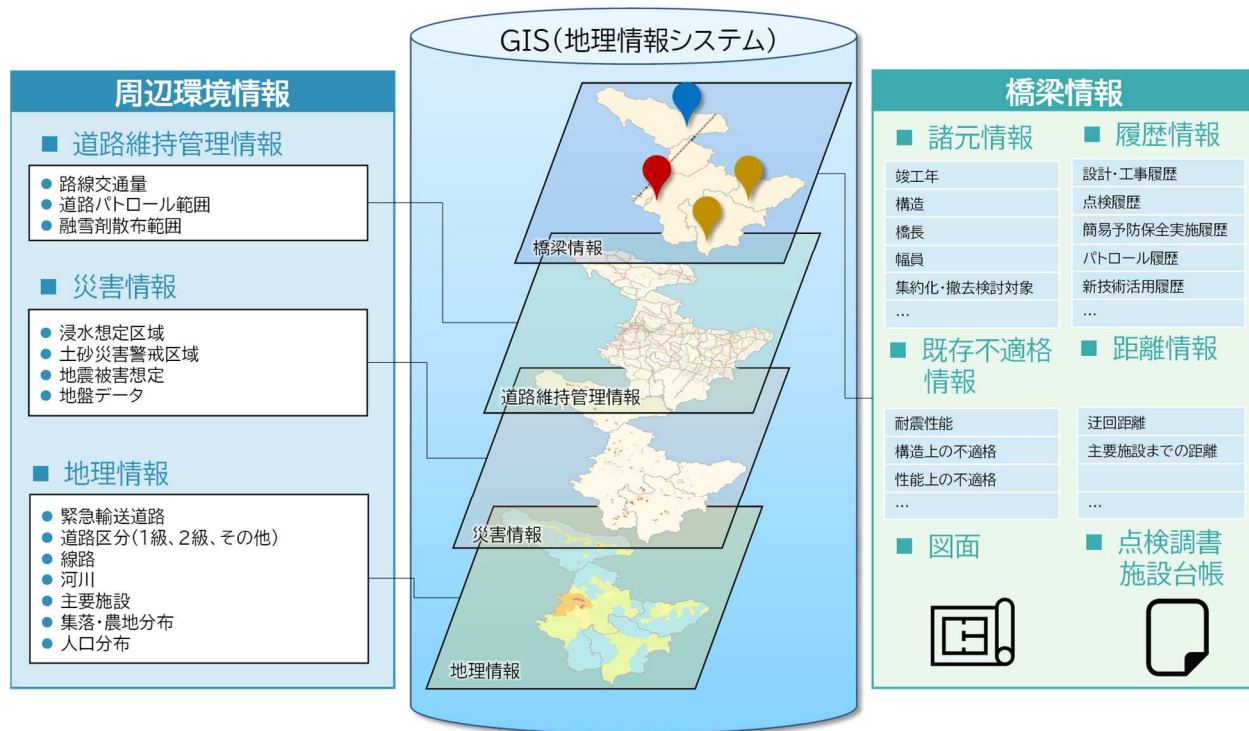 GIS(地理情報システム)
周辺環境情報
■ 道路維持管理情報
● 路線交通量
● 道路パトロール範囲
● 融雪剤散布範囲
■ 災害情報
● 浸水想定区域
● 土砂災害警戒区域
● 地震被害想定
● 地盤データ
■ 地理情報
● 緊急輸送道路
● 道路区分(1級、2級、その他)
● 線路
● 河川
● 主要施設
● 集落・農地分布
● 人口分布
橋梁情報
道路維持管理情報
災害情報
地理情報
橋梁情報
■ 諸元情報
竣工年
構造
橋長
幅員
集約化・撤去検討対象
…
■ 履歴情報
設計・工事履歴
点検履歴
簡易予防保全実施履歴
パトロール履歴
新技術活用履歴
…
■ 既存不適格
情報
耐震性能
構造上の不適格
性能上の不適格
…
■ 距離情報
迂回距離
主要施設までの距離
…
■ 図面
■ 点検調書
施設台帳